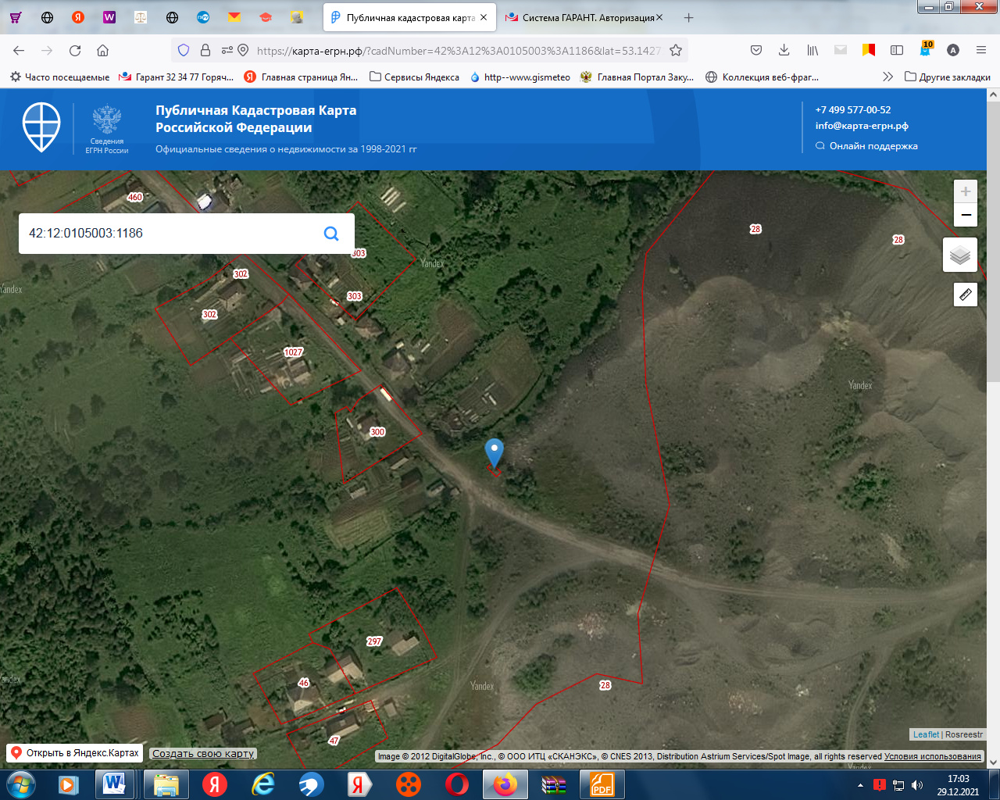 Публичная кадастровая карта
Система ГАРАНТ. Авторизация
https://карта-егрн.рф/?cadNumber=42%3A12%3A0105003%3A1186&lat=53.1427
10
Часто посещаемые
Гарант 32 34 77 Горяч...
Главная страница Ян...
Сервисы Яндекса
http--www.gismeteo
Главная Портал Заку...
Коллекция веб-фраг...
Другие закладки
Сведения
ЕГРН России
Публичная Кадастровая Карта
Российской Федерации
Официальные сведения о недвижимости за 1998-2021 гг
+7 499 577-00-52
info@карта-егрн.рф
Онлайн поддержка
460
42:12:0105003:1186
303
28
28
Yandex
302
Yandex
303
302
1027
Yandex
300
297
46
Yandex
28
Yandex
47
Leaflet | Rosreestr
Открыть в Яндекс.Картах
Создать свою карту
Image © 2012 DigitalGlobe, Inc., © ООО ИТЦ «СКАНЭКС», © CNES 2013, Distribution Astrium Services/Spot Image, all rights reserved Условия использования
Yandex
17:03
29.12.2021